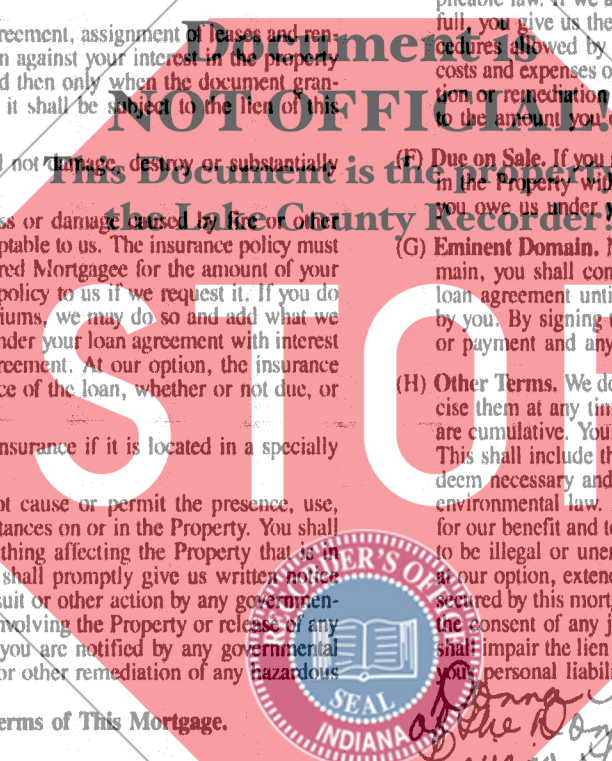 reement, assignment of leases and ren-
n against your interest in the property
d then only when the document gran-
it shall be subject to the lien of this
l not damage, destroy or substantially
ss or damage caused by fire or other
ptable to us. The insurance policy must
red Mortgagee for the amount of your
policy to us if we request it. If you do
iums, we may do so and add what we
nder your loan agreement with interest
reement. At our option, the insurance
ce of the loan, whether or not due, or
nsurance if it is located in a specially
ot cause or permit the presence, use,
tances on or in the Property. You shall
thing affecting the Property that is in
shall promptly give us written notice
suit or other action by any governmen-
nvolving the Property or release of any
you are notified by any governmental
or other remediation of any hazardous
erms of This Mortgage.
plicable law. If we a
full, you give us the
cedures allowed by
costs and expenses o
tion or remediation
to the amount you
(F) Due on Sale. If you s
in the Property wi
you owe us under y
(G) Eminent Domain.
main, you shall con
loan agreement unti
by you. By signing t
or payment and any
(H) Other Terms. We do
cise them at any tim
are cumulative. You
This shall include th
deem necessary and
environmental law.
for our benefit and t
to be illegal or unen
at our option, exten
secured by this mort
the consent of any j
shall impair the lien
your personal liabili
Document is
NOT OFFICIAL!
This Document is the property
the Lake County Recorder!
STOP
RECORDER'S OFF
SEAL
INDIANA